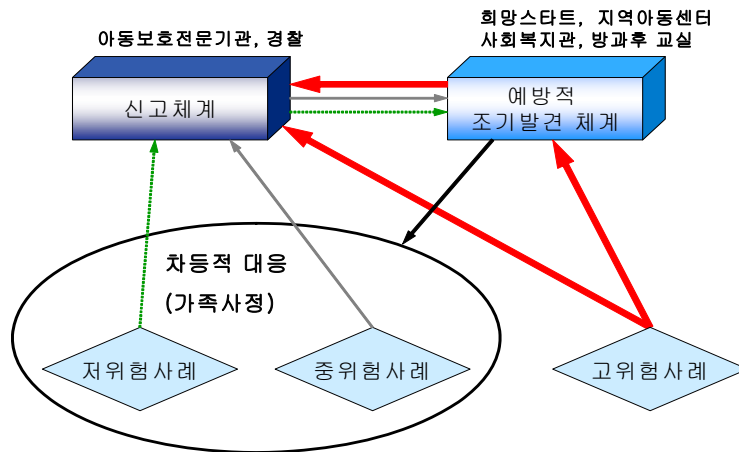 아동보호전문기관, 경찰
희망스타트, 지역아동센터
사회복지관, 방과후 교실
신고체계
예방적
조기발견 체계
차등적 대응
(가족사정)
저위험사례
중위험사례
고위험사례